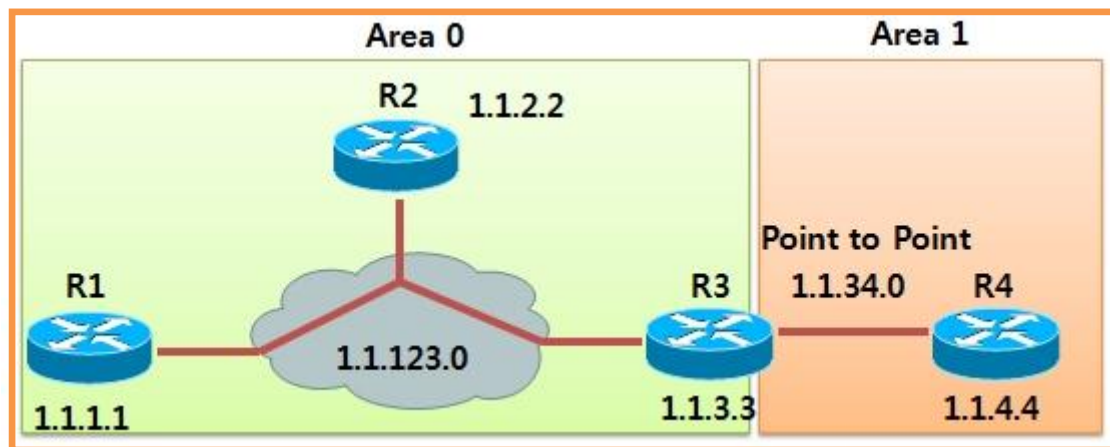 Area 0
Area 1
R2
1.1.2.2
Point to Point
R1
R3
1.1.34.0
R4
1.1.123.0
1.1.1.1
1.1.3.3
1.1.4.4